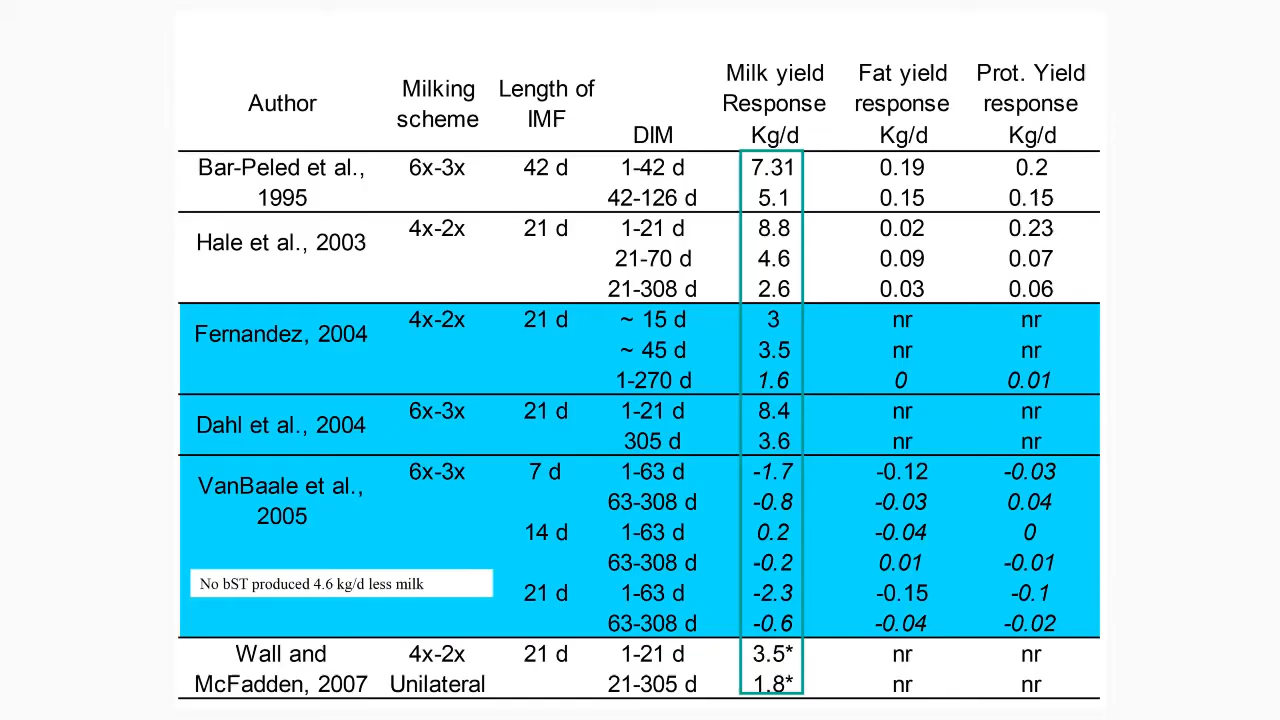 Milk yield Fat yield Prot. Yield
Milking Length of
Author Response response response
scheme IMF
DIM Kg/d Kg/d Kg/d
Bar-Peled et al., 6x-3x 42 d 1-42 d 7.31 0.19 0.2
1995 42-126 d 5.1 0.15 0.15
Hale et al., 2003 4x-2x 21 d 1-21 d 8.8 0.02 0.23
21-70 d 4.6 0.09 0.07
21-308 d 2.6 0.03 0.06
Fernandez, 2004 4x-2x 21 d ~ 15 d 3 nr nr
~ 45 d 3.5 nr nr
1-270 d 1.6 0 0.01
Dahl et al., 2004 6x-3x 21 d 1-21 d 8.4 nr nr
305 d 3.6 nr nr
VanBaale et al., 6x-3x 7 d 1-63 d -1.7 -0.12 -0.03
2005 63-308 d -0.8 -0.03 0.04
14 d 1-63 d 0.2 -0.04 0
63-308 d -0.2 0.01 -0.01
No bST produced 4.6 kg/d less milk
21 d 1-63 d -2.3 -0.15 -0.1
63-308 d -0.6 -0.04 -0.02
Wall and 4x-2x 21 d 1-21 d 3.5* nr nr
McFadden, 2007 Unilateral 21-305 d 1.8* nr nr